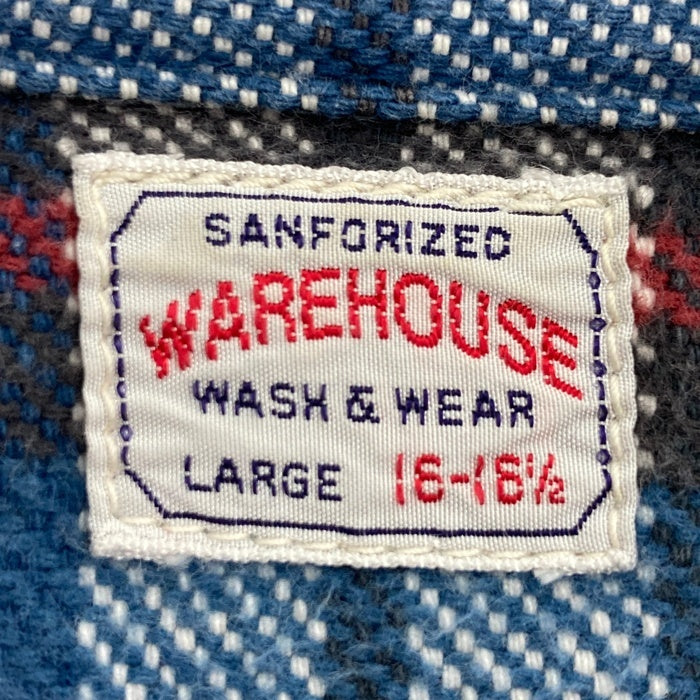 SANFORIZED
WAREHOUSE
WASH & WEAR
LARGE 16-16½